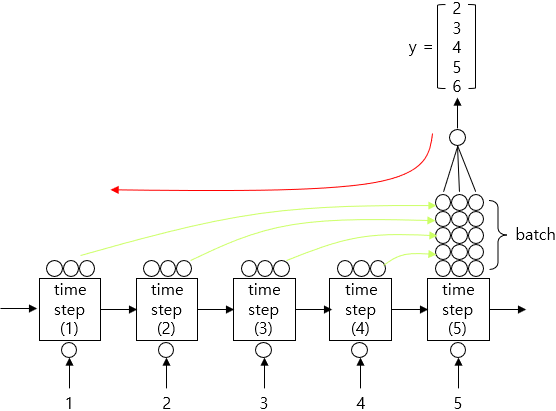 2
3
y = 4
5
6
batch
time step (1)
time step (2)
time step (3)
time step (4)
time step (5)
1 2 3 4 5